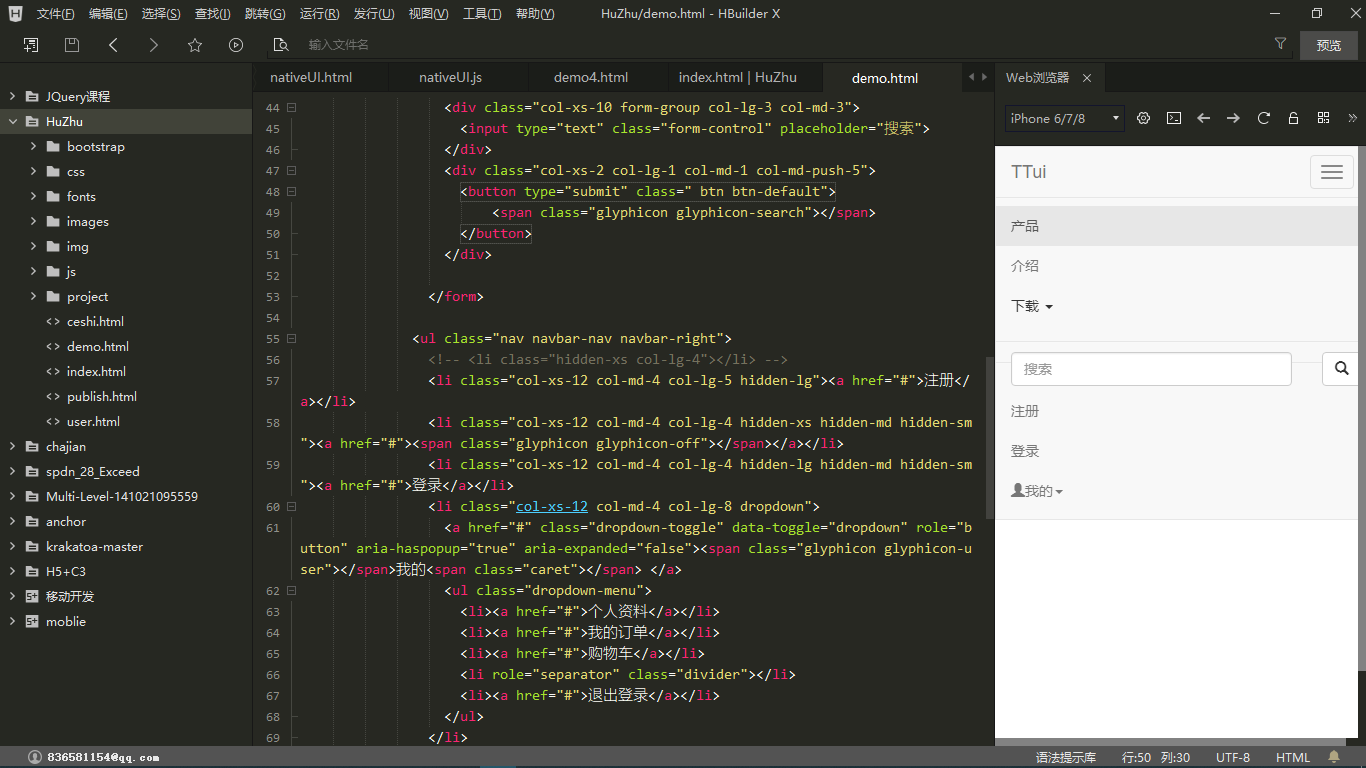 文件(F) 编辑(E) 选择(S) 查找(I) 跳转(G) 运行(R) 发行(U) 视图(V) 工具(T) 帮助(Y) HuZhu/demo.html - HBuilder X
输入文件名 预览
nativeUI.html nativeUI.js demo4.html index.html | HuZhu demo.html Web浏览器
JQuery课程
HuZhu
bootstrap
css
fonts
images
img
js
project
ceshi.html
demo.html
index.html
publish.html
user.html
chajian
spdn_28_Exceed
Multi-Level-141021095559
anchor
krakatoa-master
H5+C3
移动开发
moblie
44 <div class="col-xs-10 form-group col-lg-3 col-md-3">
45 <input type="text" class="form-control" placeholder="搜索">
46 </div>
47 <div class="col-xs-2 col-lg-1 col-md-1 col-md-push-5">
48 <button type="submit" class=" btn btn-default">
49 <span class="glyphicon glyphicon-search"></span>
50 </button>
51 </div>
52
53 </form>
54
55 <ul class="nav navbar-nav navbar-right">
56 <!-- <li class="hidden-xs col-lg-4"></li> -->
57 <li class="col-xs-12 col-md-4 col-lg-5 hidden-lg"><a href="#">注册</
a></li>
58 <li class="col-xs-12 col-md-4 col-lg-4 hidden-xs hidden-md hidden-sm
"><a href="#"><span class="glyphicon glyphicon-off"></span></a></li>
59 <li class="col-xs-12 col-md-4 col-lg-4 hidden-lg hidden-md hidden-sm
"><a href="#">登录</a></li>
60 <li class="col-xs-12 col-md-4 col-lg-8 dropdown">
61 <a href="#" class="dropdown-toggle" data-toggle="dropdown" role="b
utton" aria-haspopup="true" aria-expanded="false"><span class="glyphicon glyphicon-u
ser"></span>我的<span class="caret"></span> </a>
62 <ul class="dropdown-menu">
63 <li><a href="#">个人资料</a></li>
64 <li><a href="#">我的订单</a></li>
65 <li><a href="#">购物车</a></li>
66 <li role="separator" class="divider"></li>
67 <li><a href="#">退出登录</a></li>
68 </ul>
69 </li>
iPhone 6/7/8
TTui
产品
介绍
下载
搜索
注册
登录
我的
836581154@qq.com 语法提示库 行:50 列:30 UTF-8 HTML